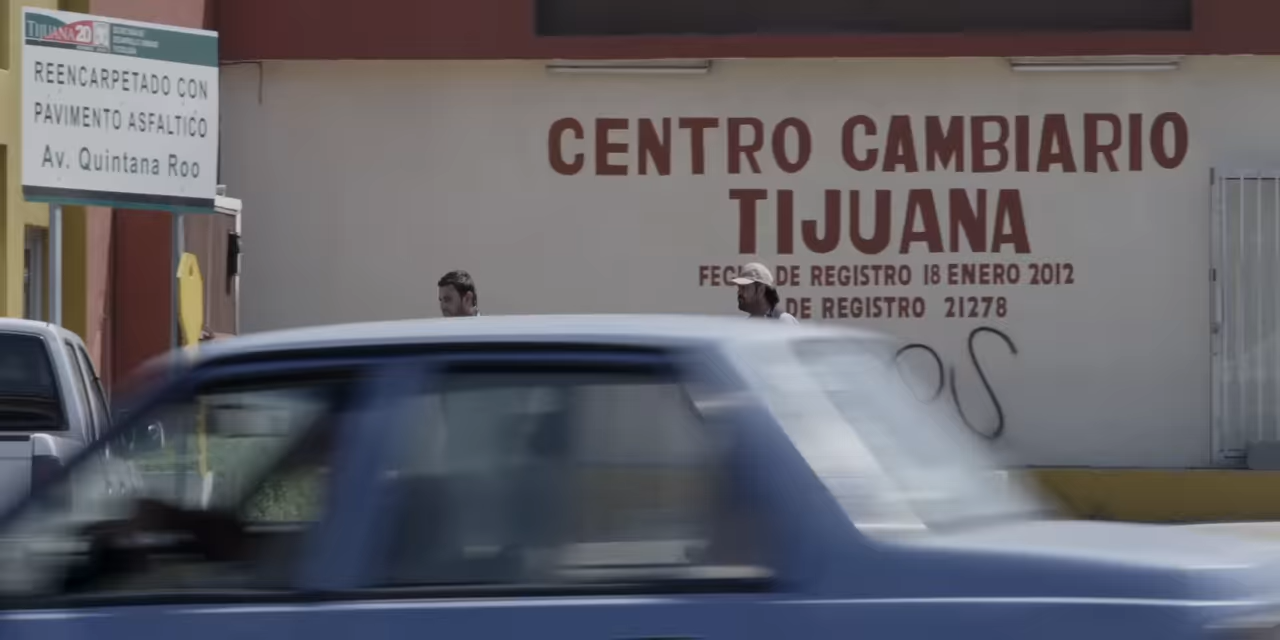 TIJUANA 20
REENCARPETADO CON
PAVIMENTO ASFALTICO
Av. Quintana Roo
CENTRO CAMBIARIO
TIJUANA
DE REGISTRO 18 ENERO 2012
DE REGISTRO 21278